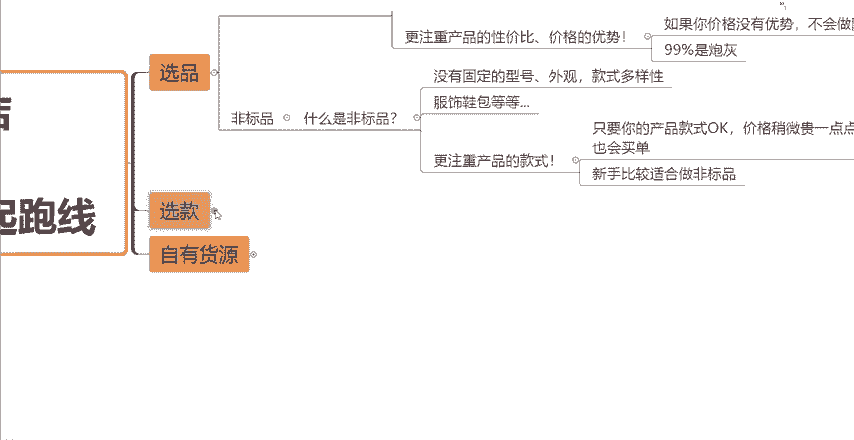 如果你价格没有优势，不会做
更注重产品的性价比、价格的优势！
99%是炮灰
选品
没有固定的型号、外观，款式多样性
服饰鞋包等等...
非标品
什么是非标品？
只要你的产品款式OK，价格稍微贵一点点
也会买单
更注重产品的款式！
新手比较适合做非标品
起跑线
选款
自有货源